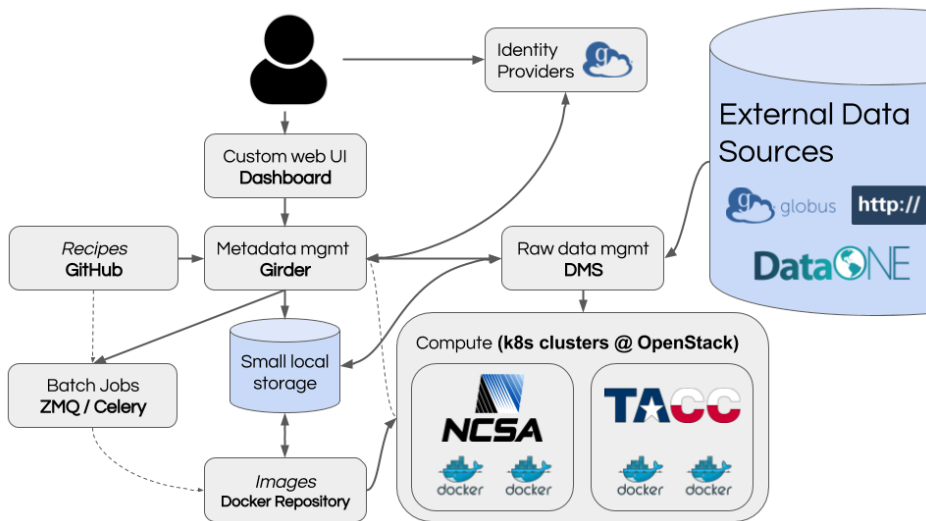 Identity
Providers
g
External Data
Sources
g globus
http://
DataONE
Custom web UI
Dashboard
Recipes
GitHub
Metadata mgmt
Girder
Raw data mgmt
DMS
Small local
storage
Batch Jobs
ZMQ / Celery
Images
Docker Repository
Compute (k8s clusters @ OpenStack)
NCSA
docker docker
TACC
docker docker